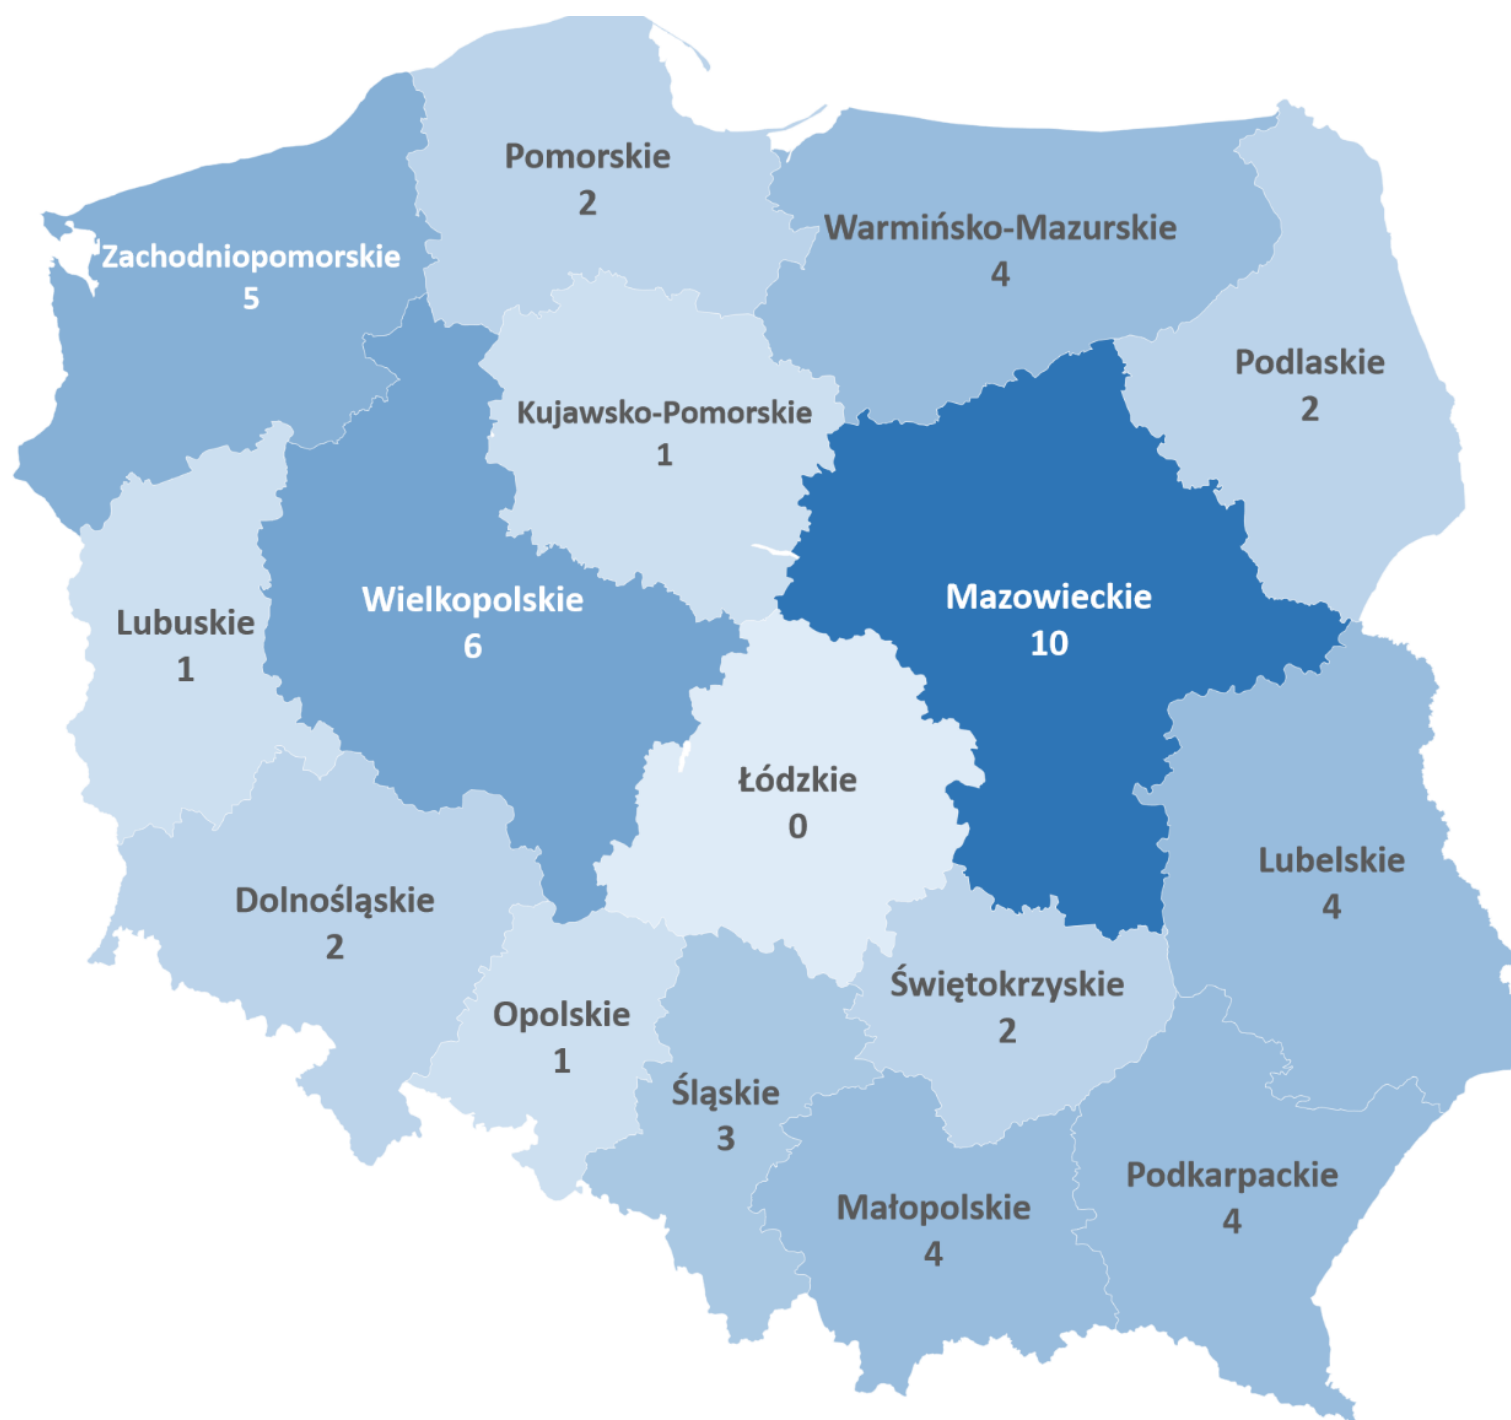 Pomorskie
2
Warmińsko-Mazurskie
4
Zachodniopomorskie
5
Podlaskie
2
Kujawsko-Pomorskie
1
Mazowieckie
10
Wielkopolskie
6
Lubuskie
1
Łódzkie
0
Lubelskie
4
Dolnośląskie
2
Świętokrzyskie
2
Opolskie
1
Śląskie
3
Podkarpackie
4
Małopolskie
4